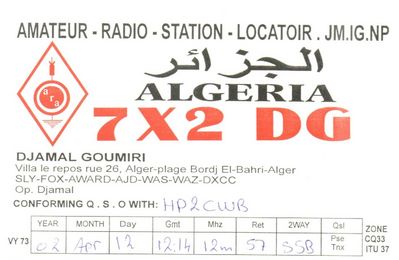 AMATEUR - RADIO - STATION - LOCATOIR . JM.IG.NP
ara
الجزائر
ALGERIA
7X2 DG
DJAMAL GOUMIRI
Villa le repos rue 26, Alger-plage Bordj El-Bahri-Alger
SLY-FOX-AWARD-AJD-WAS-WAZ-DXCC
Op. Djamal
CONFORMING Q . S . O WITH: HP2CWB
YEAR MONTH DAY Gmt Mhz Ret 2WAY Qsl ZONE
VY 73 02 Apr 12 12:14 12m 57 SSB Pse Tnx CQ33 ITU 37